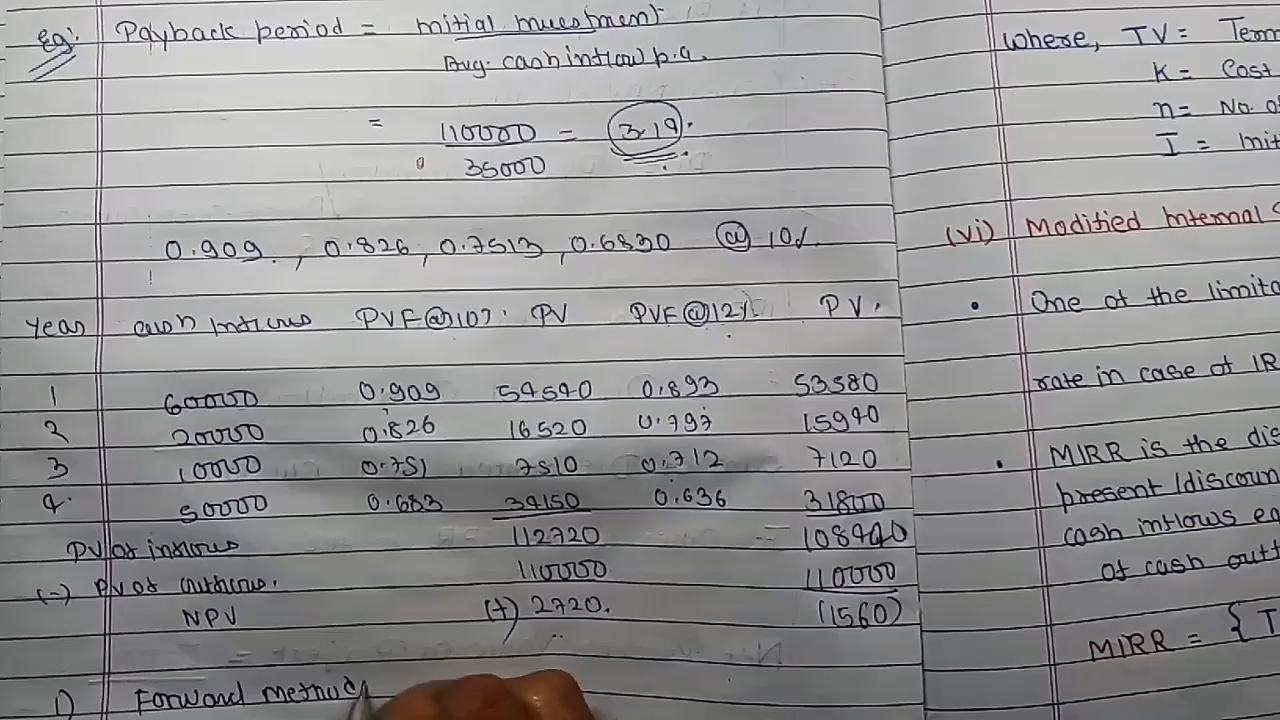 eg:
Payback period = Initial investment
Avg. cash inflow p.a.
= 110000 = 3.14.
35000
0.909, 0.826, 0.7513, 0.6830 @ 10%
Year cash inflows PVF@10% PV PVF@12% PV.
1 60000 0.909 54540 0.893 53580
2 20000 0.826 16520 0.797 15940
3 10000 0.751 7510 0.712 7120
4. 50000 0.683 34150 0.636 31800
PV of inflows 112720 108440
(-) PV of outflows. 110000 110000
NPV (+) 2720. (1560)
1) Forward method
where, TV = Term
K = Cost
n = No. of
I = Init
(vi) Modified Internal
• One of the limita
rate in case of IR
• MIRR is the dis
present/discoun
cash inflows eq
of cash outf
MIRR = { T